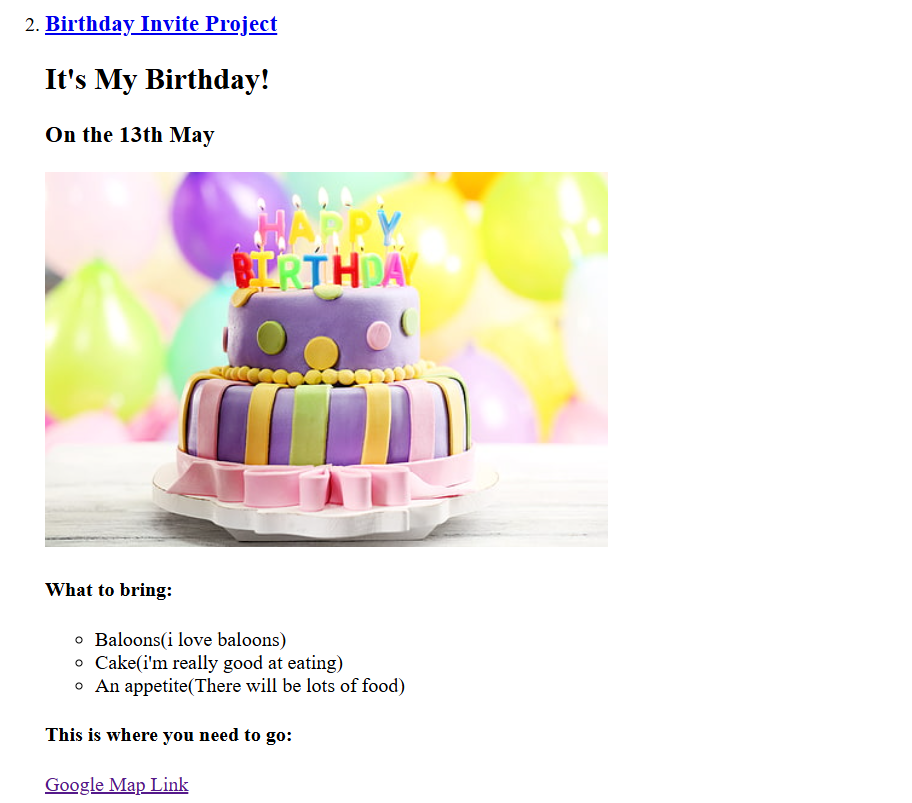 2. Birthday Invite Project
It's My Birthday!
On the 13th May
HAPPY
BIRTHDAY
What to bring:
Baloons(i love baloons)
Cake(i'm really good at eating)
An appetite(There will be lots of food)
This is where you need to go:
Google Map Link